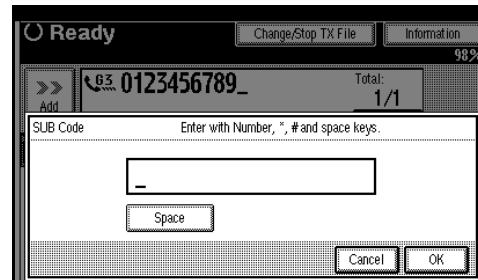 Ready Change/Stop TX File Information
98%
Add G3 0123456789_ Total:
1/1
SUB Code Enter with Number, *, # and space keys.
_
Space
Cancel OK